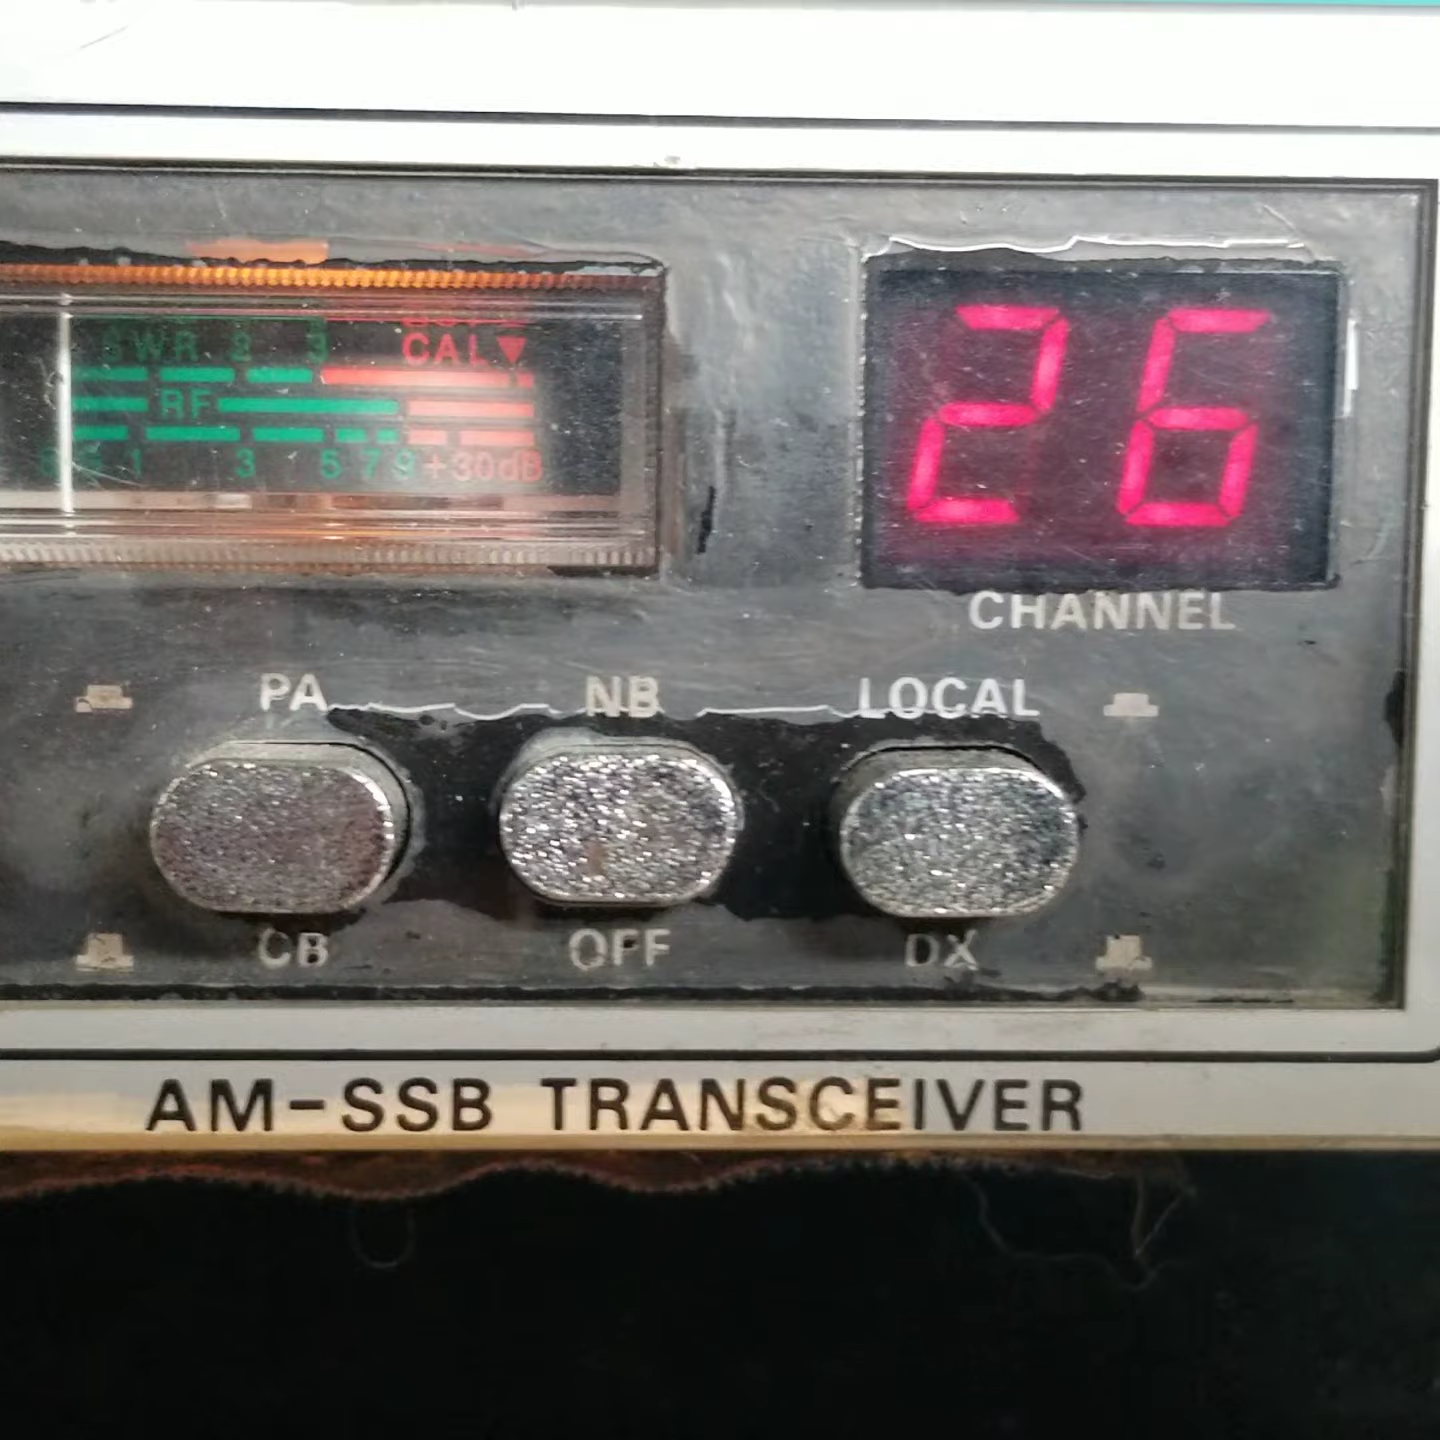 SWR 2 3 CAL▼
RF
1 3 5 7 9 +30dB
26
CHANNEL
PA NB LOCAL
CB OFF DX
AM-SSB TRANSCEIVER